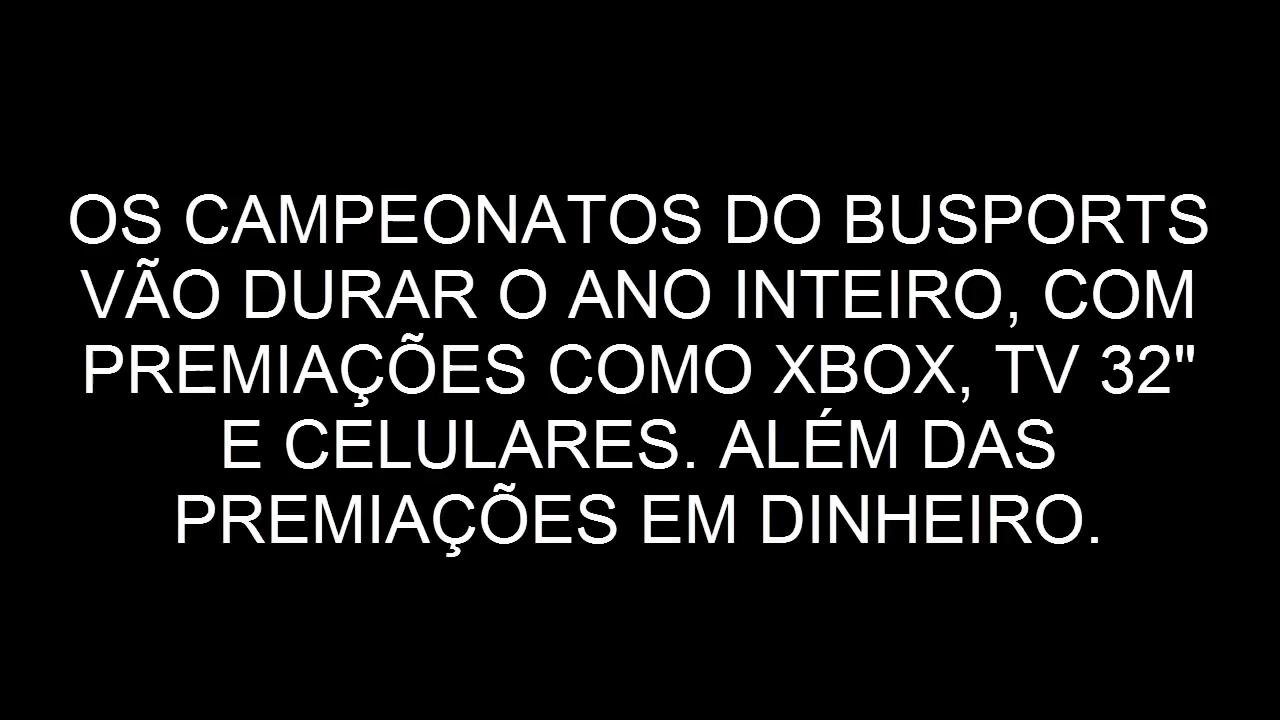 OS CAMPEONATOS DO BUSPORTS
VÃO DURAR O ANO INTEIRO, COM
PREMIAÇÕES COMO XBOX, TV 32"
E CELULARES. ALÉM DAS
PREMIAÇÕES EM DINHEIRO.